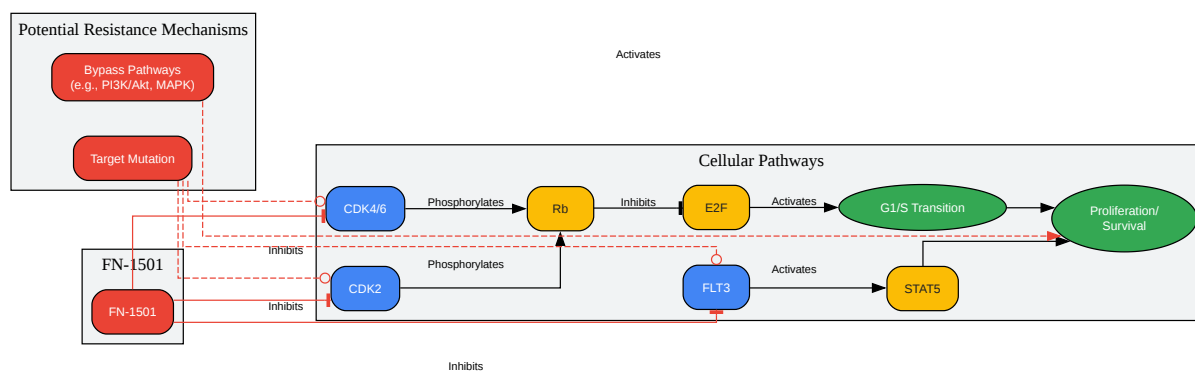 Potential Resistance Mechanisms
Bypass Pathways
(e.g., PI3K/Akt, MAPK)
Activates
Target Mutation
Cellular Pathways
CDK4/6
Phosphorylates
Rb
Inhibits
E2F
Activates
G1/S Transition
Proliferation/
Survival
Inhibits
FN-1501
Phosphorylates
CDK2
FLT3
Activates
STAT5
FN-1501
Inhibits
Inhibits